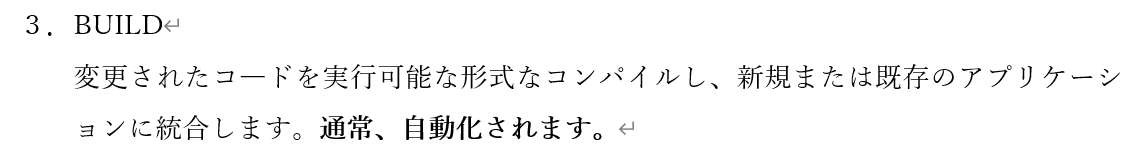 ３．BUILD↵
変更されたコードを実行可能な形式なコンパイルし、新規または既存のアプリケーシ
ョンに統合します。通常、自動化されます。↵